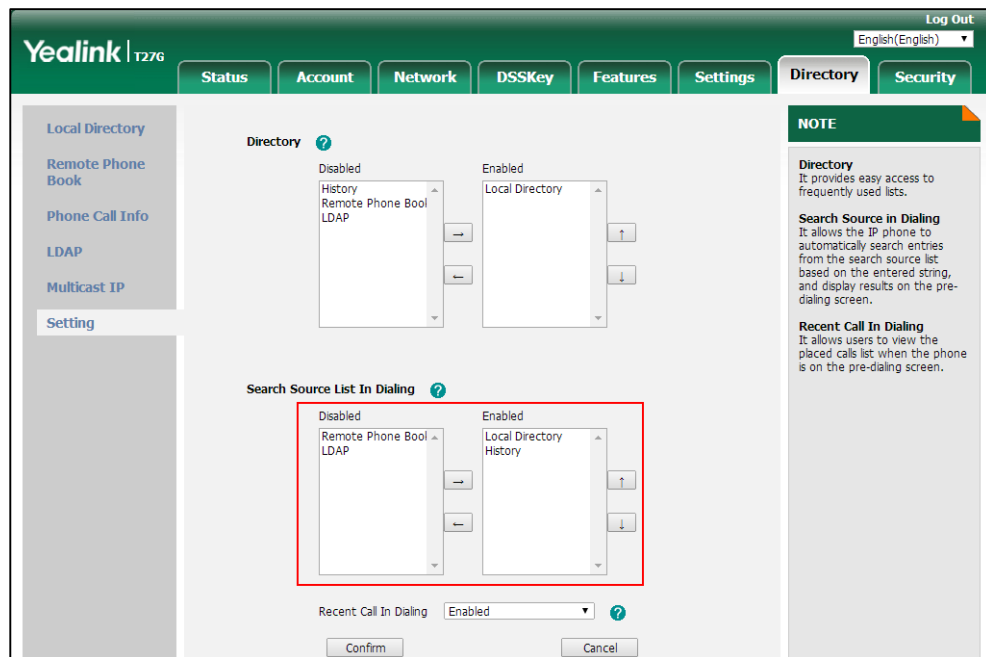 Log Out
English(English)
Yealink T27G
Status
Account
Network
DSSKey
Features
Settings
Directory
Security
Local Directory
Remote Phone
Book
Phone Call Info
LDAP
Multicast IP
Setting
Directory ?
Disabled
Enabled
History
Remote Phone Bool
LDAP
Local Directory
→
←
↑
↓
Search Source List In Dialing ?
Disabled
Enabled
Remote Phone Bool
LDAP
Local Directory
History
→
←
↑
↓
Recent Call In Dialing Enabled ?
Confirm
Cancel
NOTE
Directory
It provides easy access to
frequently used lists.
Search Source in Dialing
It allows the IP phone to
automatically search entries
from the search source list
based on the entered string,
and display results on the pre-
dialing screen.
Recent Call In Dialing
It allows users to view the
placed calls list when the phone
is on the pre-dialing screen.